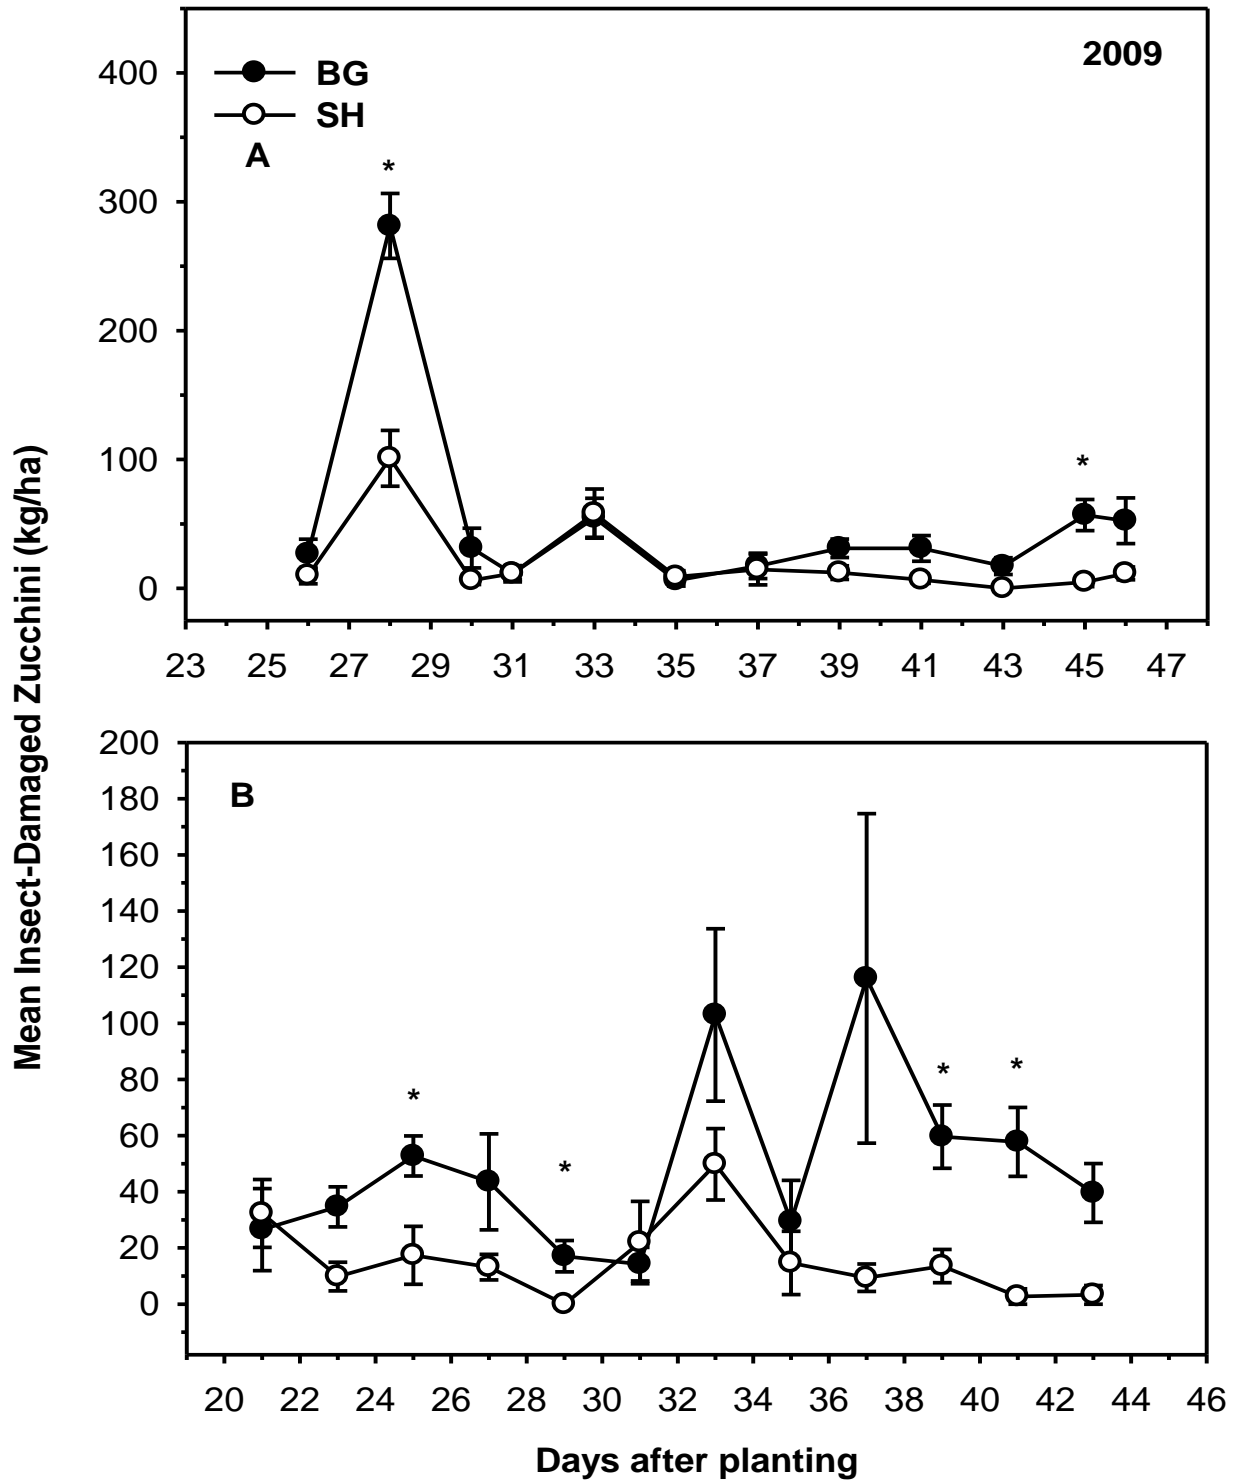 2009
BG
SH
A
*
*
400
300
200
100
0
23 25 27 29 31 33 35 37 39 41 43 45 47
Mean Insect-Damaged Zucchini (kg/ha)
B
*
*
*
*
200
180
160
140
120
100
80
60
40
20
0
20 22 24 26 28 30 32 34 36 38 40 42 44 46
Days after planting